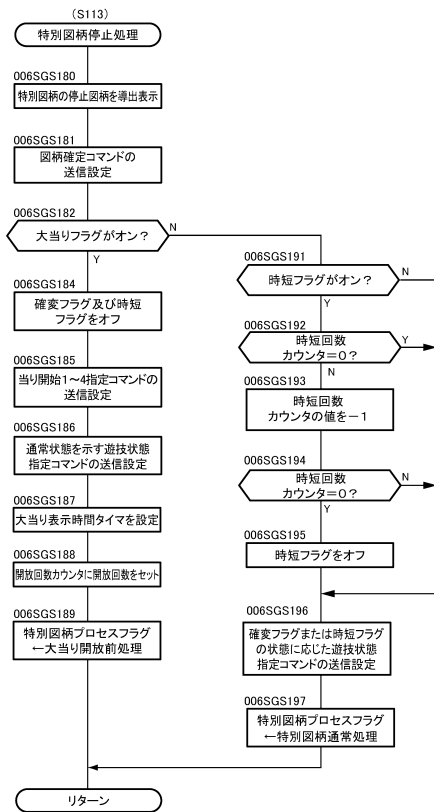 (S113)
特別図柄停止処理
006SGS180
特別図柄の停止図柄を導出表示
006SGS181
図柄確定コマンドの
送信設定
006SGS182
大当りフラグがオン？
N
Y
006SGS184
確変フラグ及び時短
フラグをオフ
006SGS185
当り開始1～4指定コマンドの
送信設定
006SGS186
通常状態を示す遊技状態
指定コマンドの送信設定
006SGS187
大当り表示時間タイマを設定
006SGS188
開放回数カウンタに開放回数をセット
006SGS189
特別図柄プロセスフラグ
←大当り開放前処理
006SGS191
時短フラグがオン？
N
Y
006SGS192
時短回数
カウンタ=0？
Y
N
006SGS193
時短回数
カウンタの値を－1
006SGS194
時短回数
カウンタ=0？
N
Y
006SGS195
時短フラグをオフ
006SGS196
確変フラグまたは時短フラグ
の状態に応じた遊技状態
指定コマンドの送信設定
006SGS197
特別図柄プロセスフラグ
←特別図柄通常処理
リターン